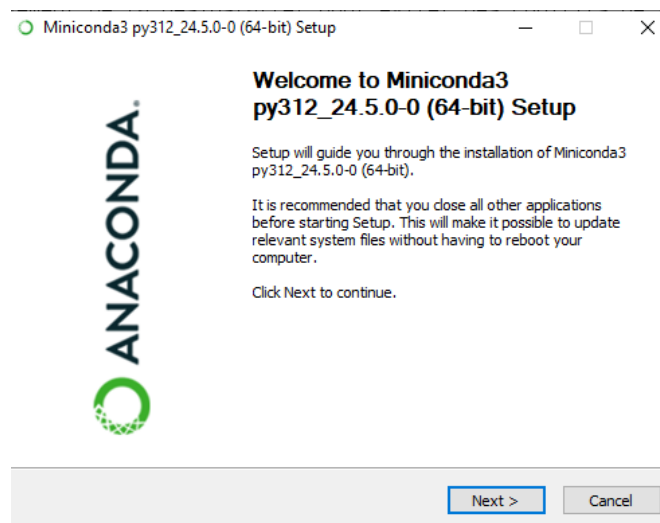 Miniconda3 py312_24.5.0-0 (64-bit) Setup
Welcome to Miniconda3
py312_24.5.0-0 (64-bit) Setup
Setup will guide you through the installation of Miniconda3
py312_24.5.0-0 (64-bit).
It is recommended that you close all other applications
before starting Setup. This will make it possible to update
relevant system files without having to reboot your
computer.
Click Next to continue.
ANACONDA.
Next >
Cancel